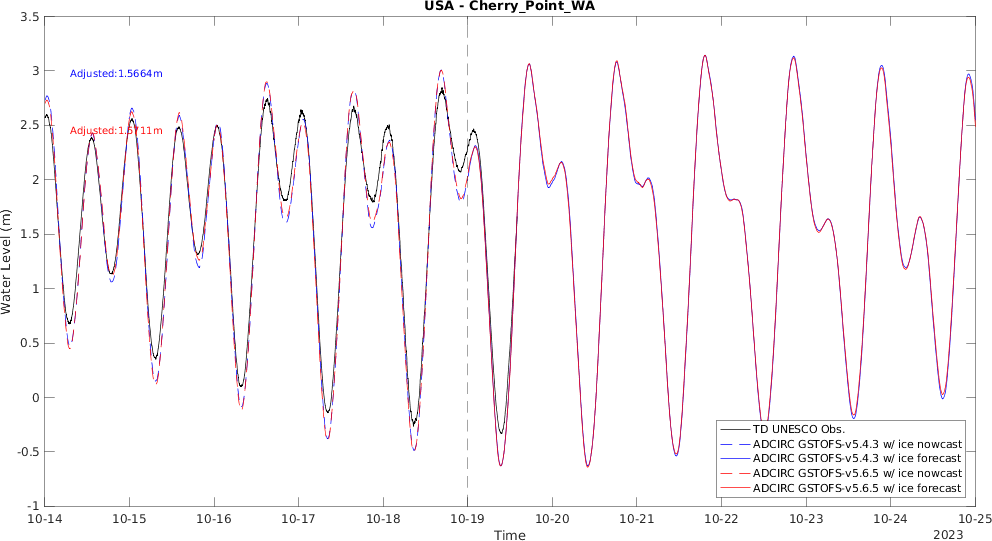 USA - Cherry_Point_WA
3.5
3
2.5
2
1.5
1
0.5
0
-0.5
-1
Water Level (m)
Adjusted:1.5664m
Adjusted:1.5711m
TD UNESCO Obs.
ADCIRC GSTOFS-v5.4.3 w/ ice nowcast
ADCIRC GSTOFS-v5.4.3 w/ ice forecast
ADCIRC GSTOFS-v5.6.5 w/ ice nowcast
ADCIRC GSTOFS-v5.6.5 w/ ice forecast
10-14 10-15 10-16 10-17 10-18 10-19 10-20 10-21 10-22 10-23 10-24 10-25
Time
2023